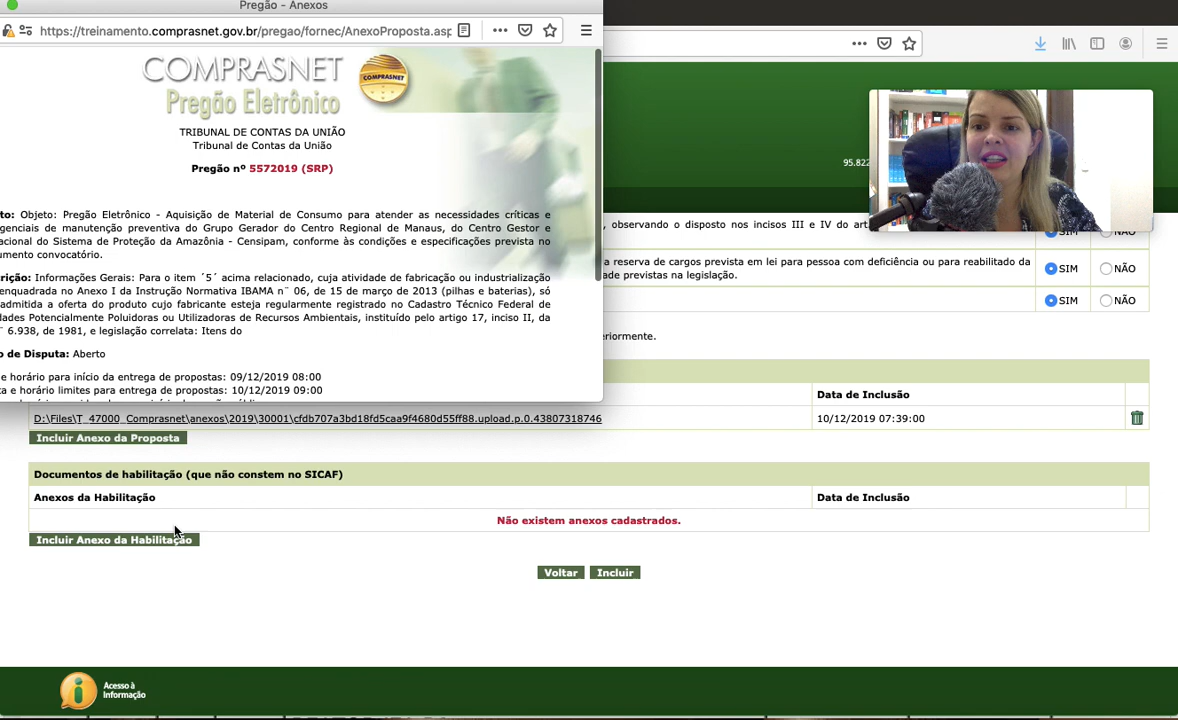 Pregão - Anexos
https://treinamento.comprasnet.gov.br/pregao/fornec/AnexoProposta.asp
COMPRASNET
COMPRASNET
Pregão Eletrônico
TRIBUNAL DE CONTAS DA UNIÃO
Tribunal de Contas da União
Pregão nº 5572019 (SRP)
to: Objeto: Pregão Eletrônico - Aquisição de Material de Consumo para atender as necessidades críticas e
genciais de manutenção preventiva do Grupo Gerador do Centro Regional de Manaus, do Centro Gestor e
acional do Sistema de Proteção da Amazônia - Censipam, conforme às condições e especificações prevista no
umento convocatório.
rição: Informações Gerais: Para o item ´5´ acima relacionado, cuja atividade de fabricação ou industrialização
enquadrada no Anexo I da Instrução Normativa IBAMA n¨ 06, de 15 de março de 2013 (pilhas e baterias), só
admitida a oferta do produto cujo fabricante esteja regularmente registrado no Cadastro Técnico Federal de
dades Potencialmente Poluidoras ou Utilizadoras de Recursos Ambientais, instituído pelo artigo 17, inciso II, da
¨ 6.938, de 1981, e legislação correlata: Itens do
o de Disputa: Aberto
e horário para início da entrega de propostas: 09/12/2019 08:00
ta e horário limites para entrega de propostas: 10/12/2019 09:00
95.822
, observando o disposto nos incisos III e IV do art
SIM NÃO
a reserva de cargos prevista em lei para pessoa com deficiência ou para reabilitado da
ade previstas na legislação.
SIM NÃO
SIM NÃO
eriormente.
Data de Inclusão
D:\Files\T_47000_Comprasnet\anexos\2019\30001\cfdb707a3bd18fd5caa9f4680d55ff88.upload.p.0.43807318746
10/12/2019 07:39:00
Incluir Anexo da Proposta
Documentos de habilitação (que não constem no SICAF)
Anexos da Habilitação
Data de Inclusão
Não existem anexos cadastrados.
Incluir Anexo da Habilitação
Voltar Incluir
Acesso à
Informação